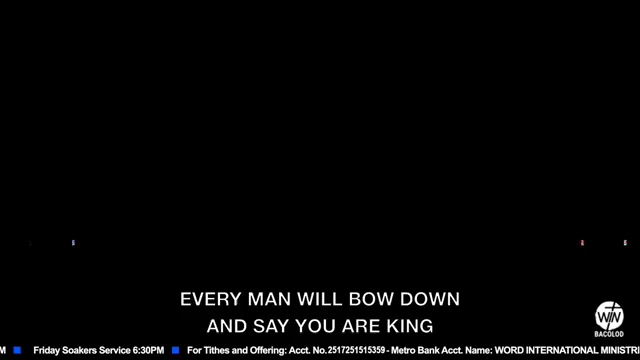 EVERY MAN WILL BOW DOWN
AND SAY YOU ARE KING
WIN
BACOLOD
M Friday Soakers Service 6:30PM For Tithes and Offering: Acct. No.2517251515359 - Metro Bank Acct. Name: WORD INTERNATIONAL MINISTRI